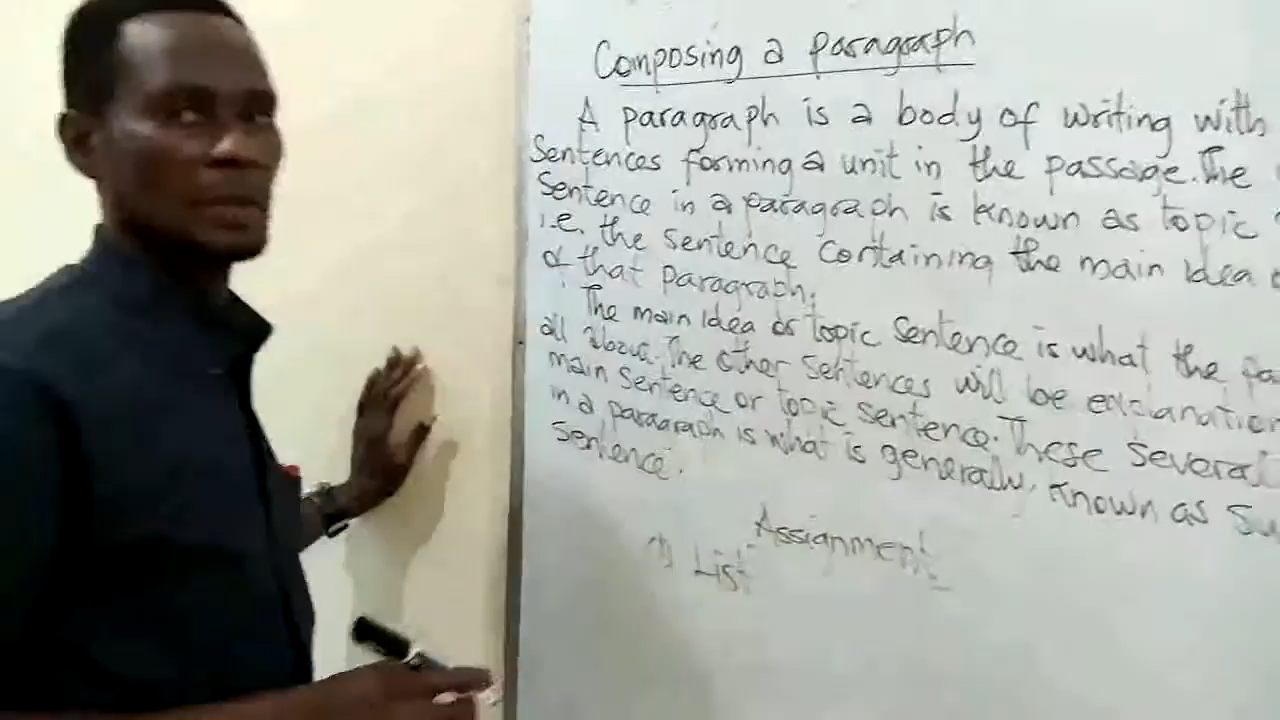 Composing a paragraph
A paragraph is a body of writing with
Sentences forming a unit in the passage. The
Sentence in a paragraph is known as topic
i.e. the sentence containing the main idea
of that paragraph.
The main idea or topic sentence is what the
all about. The other sentences will be explanation
main sentence or topic sentence. These several
in a paragraph is what is generally known as
Sentence.
Assignment
List